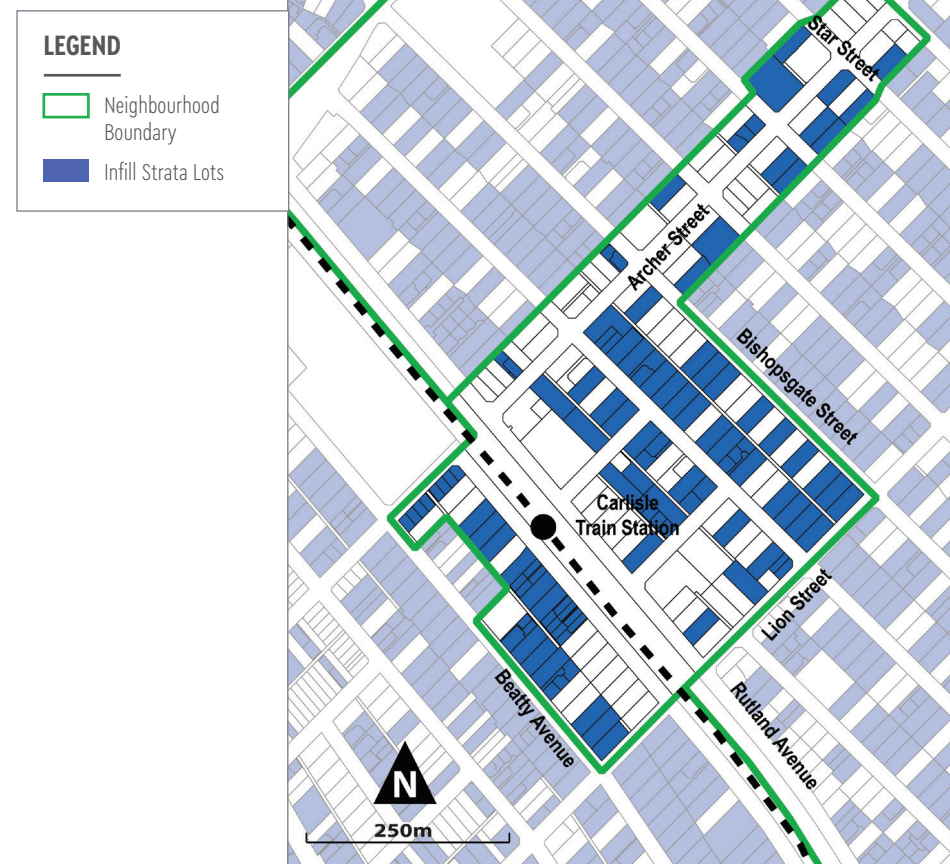 LEGEND
Neighbourhood
Boundary
Infill Strata Lots
Star Street
Archer Street
Bishopsgate Street
Carlisle
Train Station
Lion Street
Beatty Avenue
Rutland Avenue
N
250m